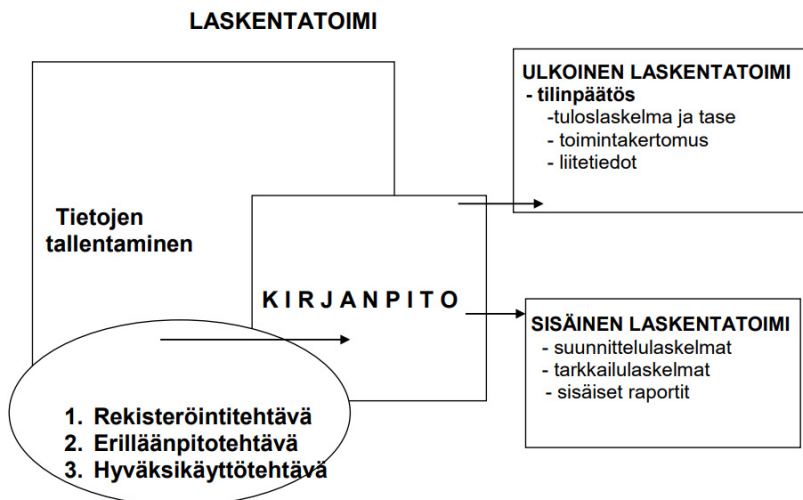 LASKENTATOIMI
ULKOINEN LASKENTATOIMI
- tilinpäätös
-tuloslaskelma ja tase
- toimintakertomus
- liitetiedot
Tietojen
tallentaminen
K I R J A N P I T O
SISÄINEN LASKENTATOIMI
- suunnittelulaskelmat
- tarkkailulaskelmat
- sisäiset raportit
1. Rekisteröintitehtävä
2. Erilläänpitotehtävä
3. Hyväksikäyttötehtävä